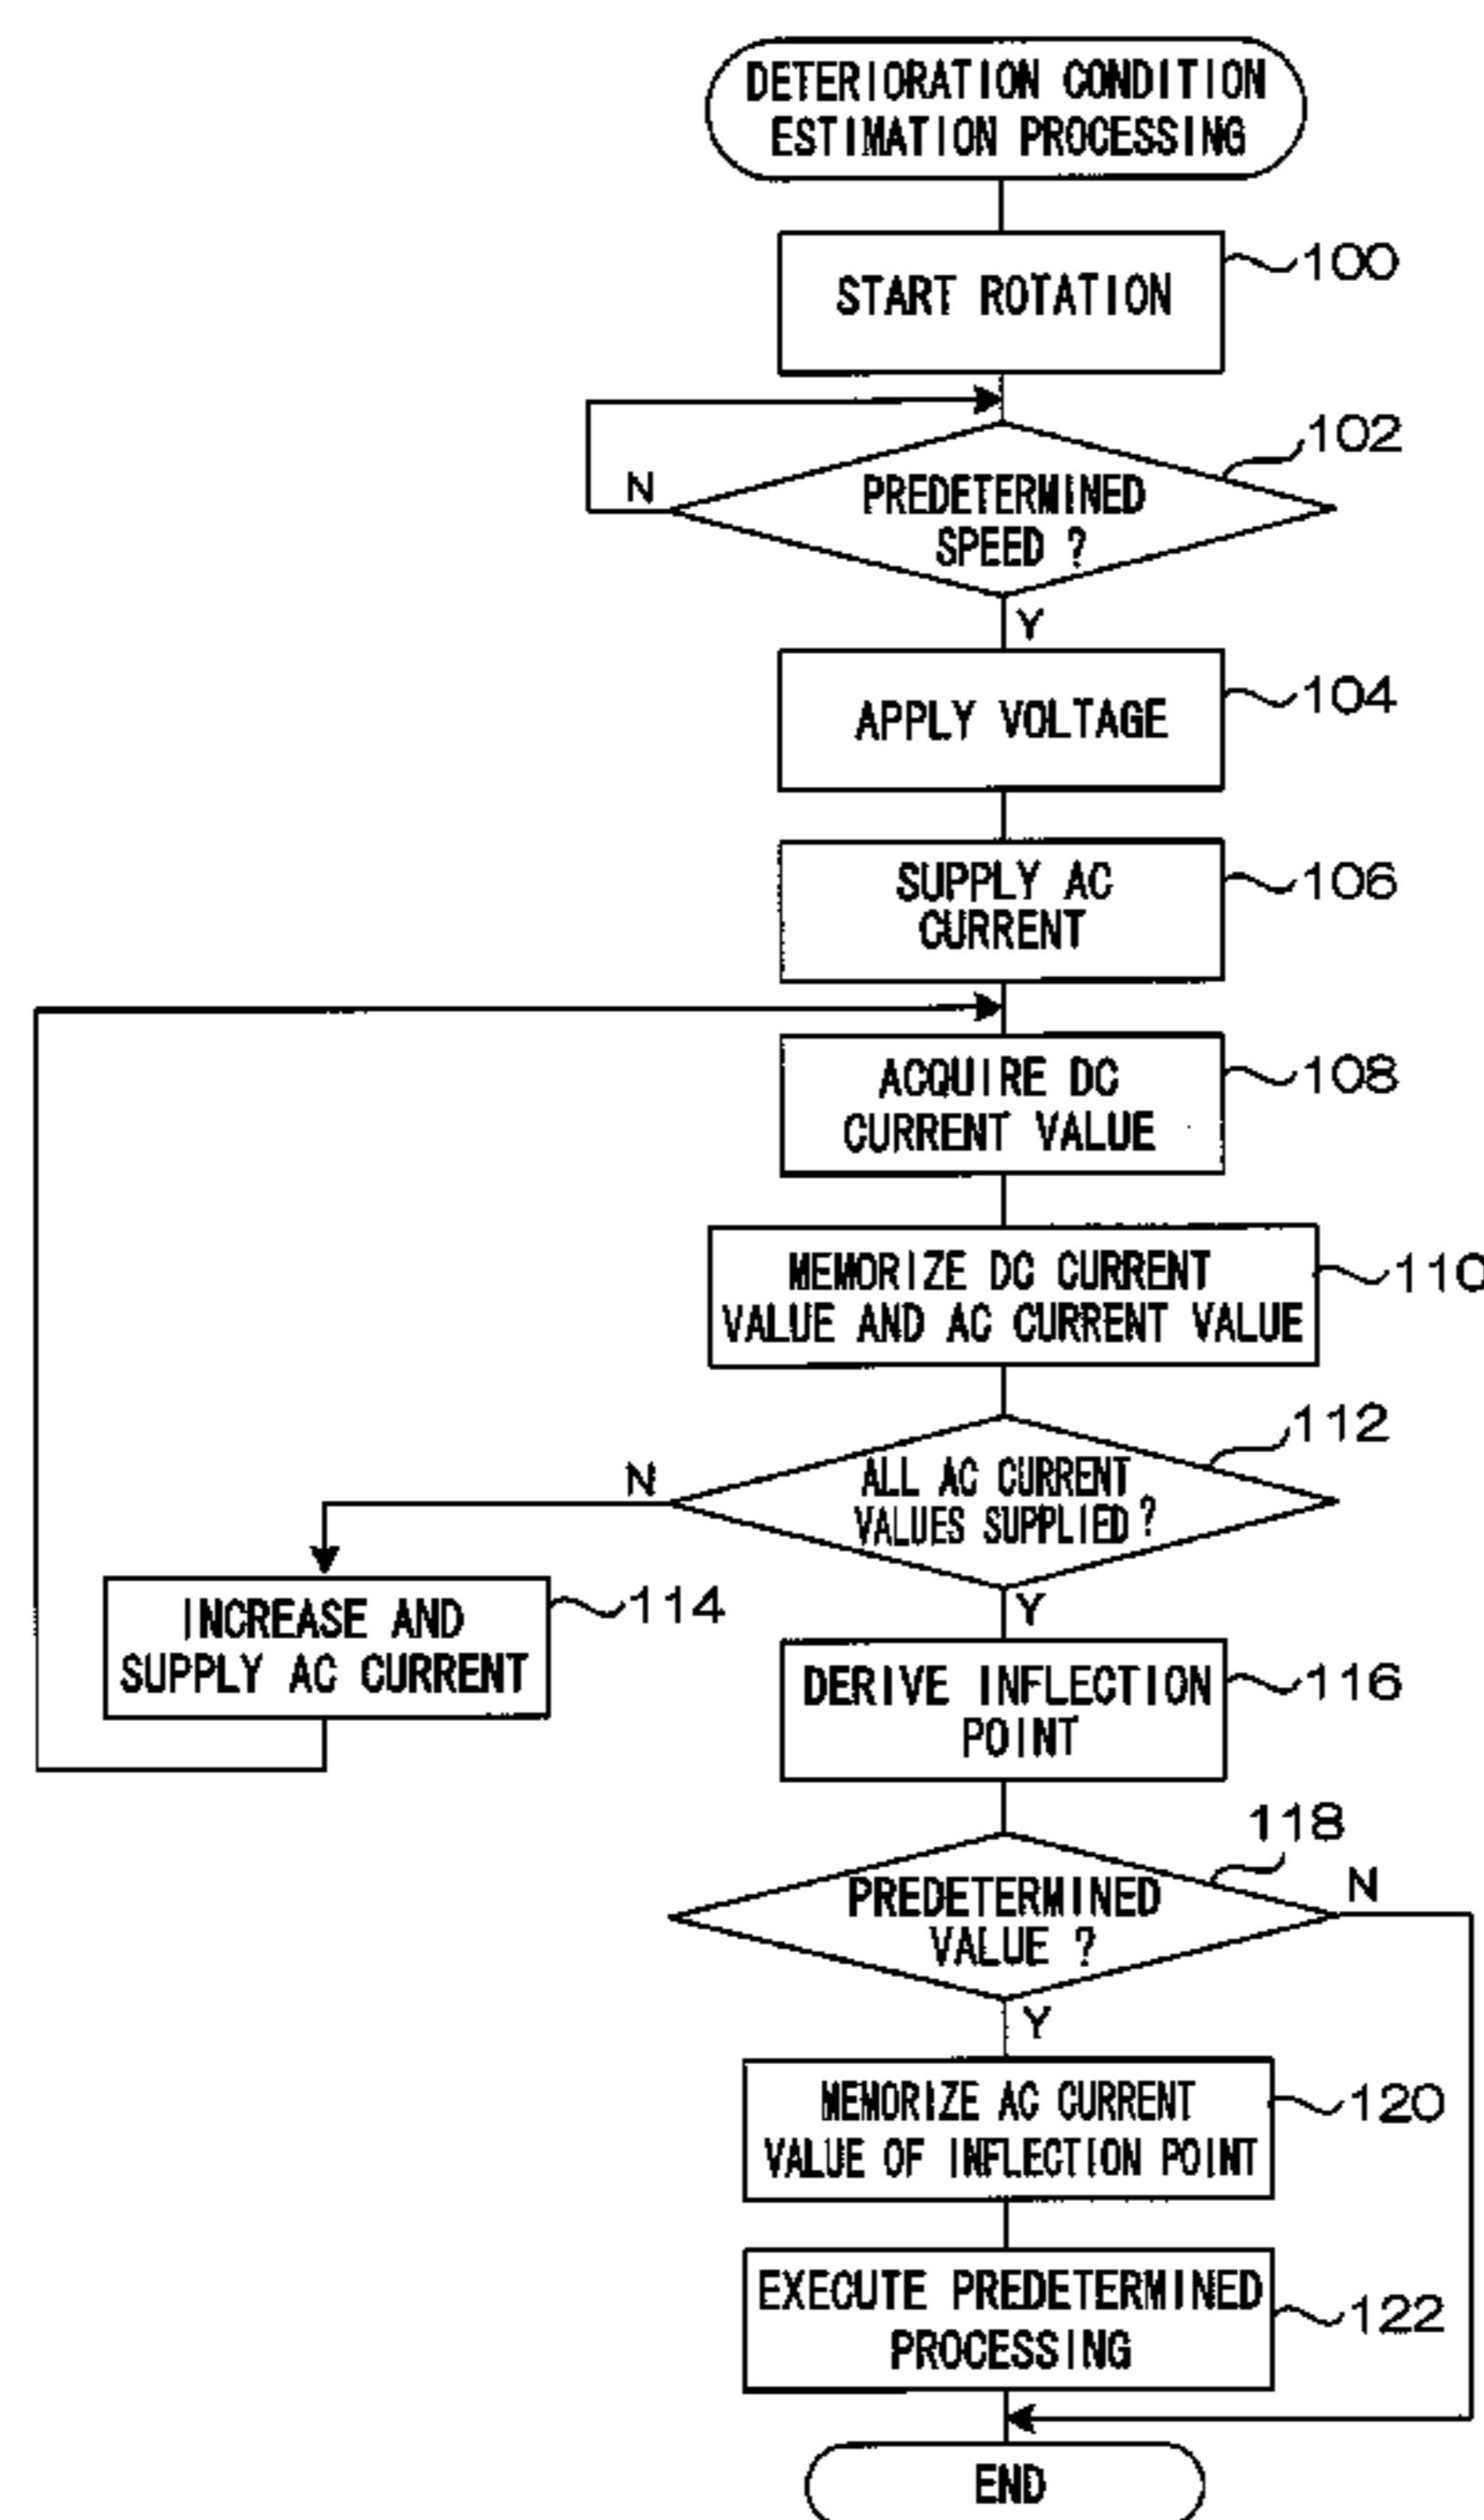 DETERIORATION CONDITION
ESTIMATION PROCESSING
START ROTATION
100
PREDETERMINED
SPEED ?
102
N
Y
APPLY VOLTAGE
104
SUPPLY AC
CURRENT
106
ACQUIRE DC
CURRENT VALUE
108
MEMORIZE DC CURRENT
VALUE AND AC CURRENT VALUE
110
ALL AC CURRENT
VALUES SUPPLIED ?
112
N
Y
INCREASE AND
SUPPLY AC CURRENT
114
DERIVE INFLECTION
POINT
116
PREDETERMINED
VALUE ?
118
N
Y
MEMORIZE AC CURRENT
VALUE OF INFLECTION POINT
120
EXECUTE PREDETERMINED
PROCESSING
122
END